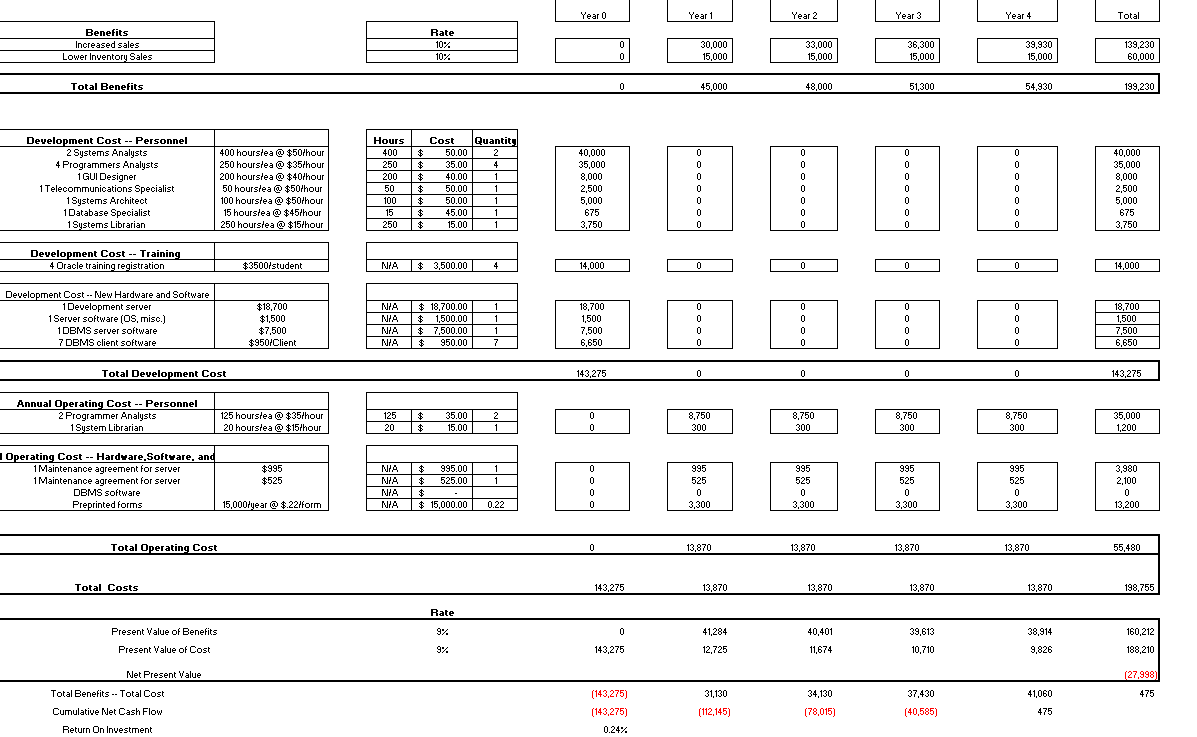 Year 0 Year 1 Year 2 Year 3 Year 4 Total
Benefits Rate
Increased sales 10% 0 30,000 33,000 36,300 39,930 139,230
Lower Inventory Sales 10% 0 15,000 15,000 15,000 15,000 60,000
Total Benefits 0 45,000 48,000 51,300 54,930 199,230
Development Cost -- Personnel Hours Cost Quantity
2 Systems Analysts 400 hours/ea @ $50/hour 400 $ 50.00 2 40,000 0 0 0 0 40,000
4 Programmers Analysts 250 hours/ea @ $35/hour 250 $ 35.00 4 35,000 0 0 0 0 35,000
1 GUI Designer 200 hours/ea @ $40/hour 200 $ 40.00 1 8,000 0 0 0 0 8,000
1 Telecommunications Specialist 50 hours/ea @ $50/hour 50 $ 50.00 1 2,500 0 0 0 0 2,500
1 Systems Architect 100 hours/ea @ $50/hour 100 $ 50.00 1 5,000 0 0 0 0 5,000
1 Database Specialist 15 hours/ea @ $45/hour 15 $ 45.00 1 675 0 0 0 0 675
1 Systems Librarian 250 hours/ea @ $15/hour 250 $ 15.00 1 3,750 0 0 0 0 3,750
Development Cost -- Training
4 Oracle training registration $3500/student N/A $ 3,500.00 4 14,000 0 0 0 0 14,000
Development Cost -- New Hardware and Software
1 Development server $18,700 N/A $ 18,700.00 1 18,700 0 0 0 0 18,700
1 Server software (OS, misc.) $1,500 N/A $ 1,500.00 1 1,500 0 0 0 0 1,500
1 DBMS server software $7,500 N/A $ 7,500.00 1 7,500 0 0 0 0 7,500
7 DBMS client software $950/Client N/A $ 950.00 7 6,650 0 0 0 0 6,650
Total Development Cost 143,275 0 0 0 0 143,275
Annual Operating Cost -- Personnel
2 Programmer Analysts 125 hours/ea @ $35/hour 125 $ 35.00 2 0 8,750 8,750 8,750 8,750 35,000
1 System Librarian 20 hours/ea @ $15/hour 20 $ 15.00 1 0 300 300 300 300 1,200
l Operating Cost -- Hardware,Software, and
1 Maintenance agreement for server $995 N/A $ 995.00 1 0 995 995 995 995 3,980
1 Maintenance agreement for server $525 N/A $ 525.00 1 0 525 525 525 525 2,100
DBMS software N/A $ - 0 0 0 0 0 0
Preprinted forms 15,000/year @ $.22/form N/A $ 15,000.00 0.22 0 3,300 3,300 3,300 3,300 13,200
Total Operating Cost 0 13,870 13,870 13,870 13,870 55,480
Total Costs 143,275 13,870 13,870 13,870 13,870 198,755
Rate
Present Value of Benefits 9% 0 41,284 40,401 39,613 38,914 160,212
Present Value of Cost 9% 143,275 12,725 11,674 10,710 9,826 188,210
Net Present Value (27,998)
Total Benefits -- Total Cost (143,275) 31,130 34,130 37,430 41,060 475
Cumulative Net Cash Flow (143,275) (112,145) (78,015) (40,585) 475
Return On Investment 0.24%